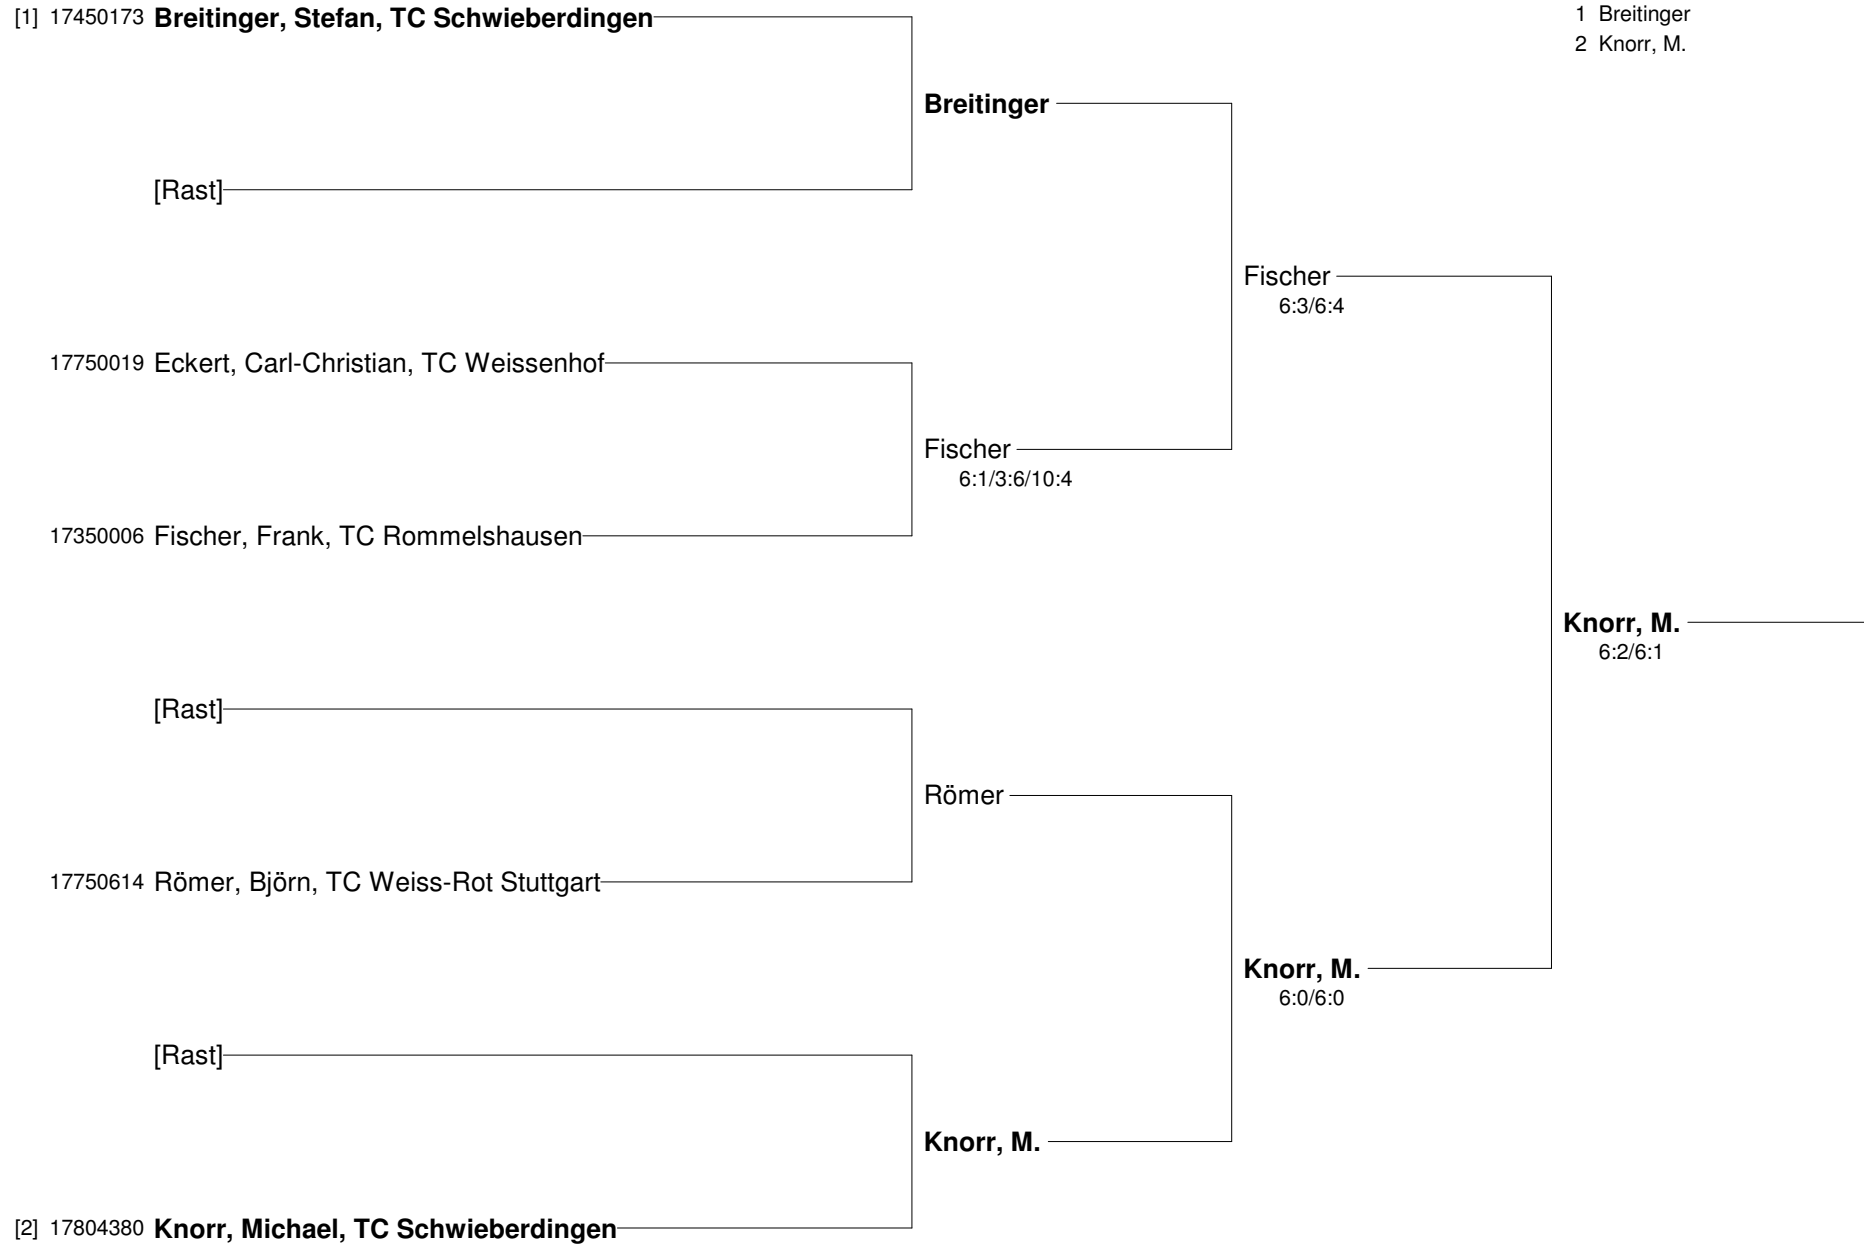 [1] 17450173 Breitinger, Stefan, TC Schwieberdingen
1 Breitinger
2 Knorr, M.
Breitinger
[Rast]
Fischer
6:3/6:4
17750019 Eckert, Carl-Christian, TC Weissenhof
Fischer
6:1/3:6/10:4
17350006 Fischer, Frank, TC Rommelshausen
Knorr, M.
6:2/6:1
[Rast]
Römer
17750614 Römer, Björn, TC Weiss-Rot Stuttgart
Knorr, M.
6:0/6:0
[Rast]
Knorr, M.
[2] 17804380 Knorr, Michael, TC Schwieberdingen